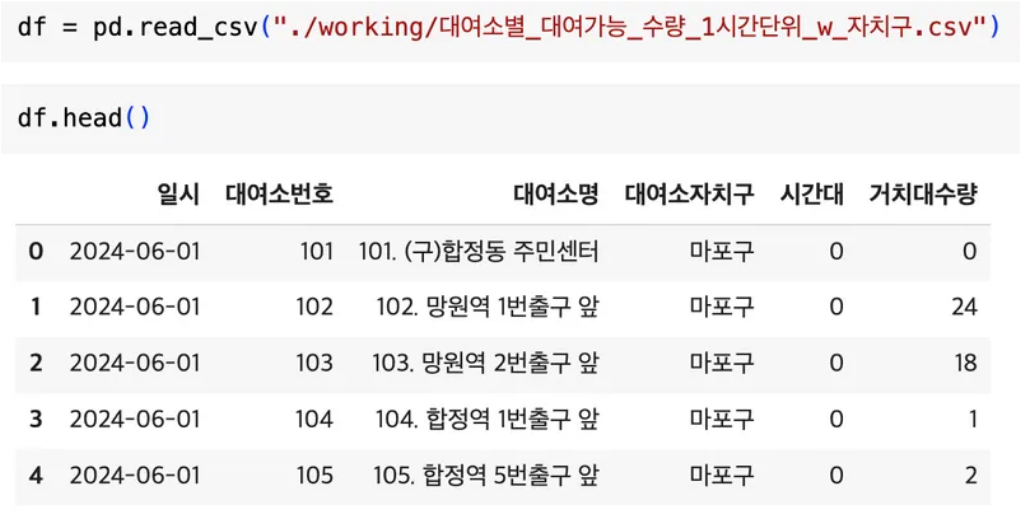 df = pd.read_csv("./working/대여소별_대여가능_수량_1시간단위_w_자치구.csv")
df.head()
일시 대여소번호 대여소명 대여소자치구 시간대 거치대수량
0 2024-06-01 101 101. (구)합정동 주민센터 마포구 0 0
1 2024-06-01 102 102. 망원역 1번출구 앞 마포구 0 24
2 2024-06-01 103 103. 망원역 2번출구 앞 마포구 0 18
3 2024-06-01 104 104. 합정역 1번출구 앞 마포구 0 1
4 2024-06-01 105 105. 합정역 5번출구 앞 마포구 0 2